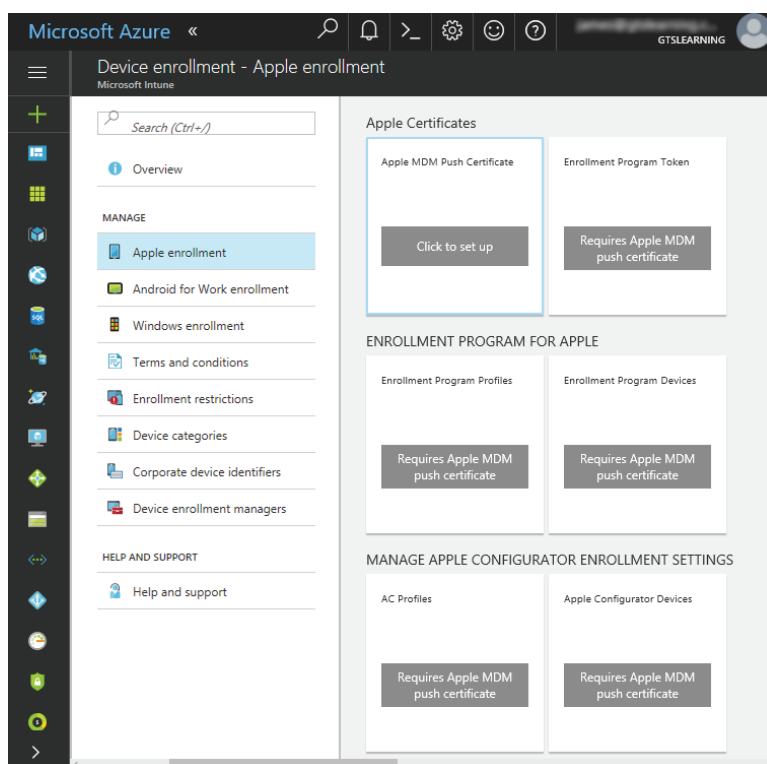 Microsoft Azure «
GTSLEARNING
Device enrollment - Apple enrollment
Microsoft Intune
Search (Ctrl+/)
Overview
MANAGE
Apple enrollment
Android for Work enrollment
Windows enrollment
Terms and conditions
Enrollment restrictions
Device categories
Corporate device identifiers
Device enrollment managers
HELP AND SUPPORT
Help and support
Apple Certificates
Apple MDM Push Certificate
Click to set up
Enrollment Program Token
Requires Apple MDM
push certificate
ENROLLMENT PROGRAM FOR APPLE
Enrollment Program Profiles
Requires Apple MDM
push certificate
Enrollment Program Devices
Requires Apple MDM
push certificate
MANAGE APPLE CONFIGURATOR ENROLLMENT SETTINGS
AC Profiles
Requires Apple MDM
push certificate
Apple Configurator Devices
Requires Apple MDM
push certificate